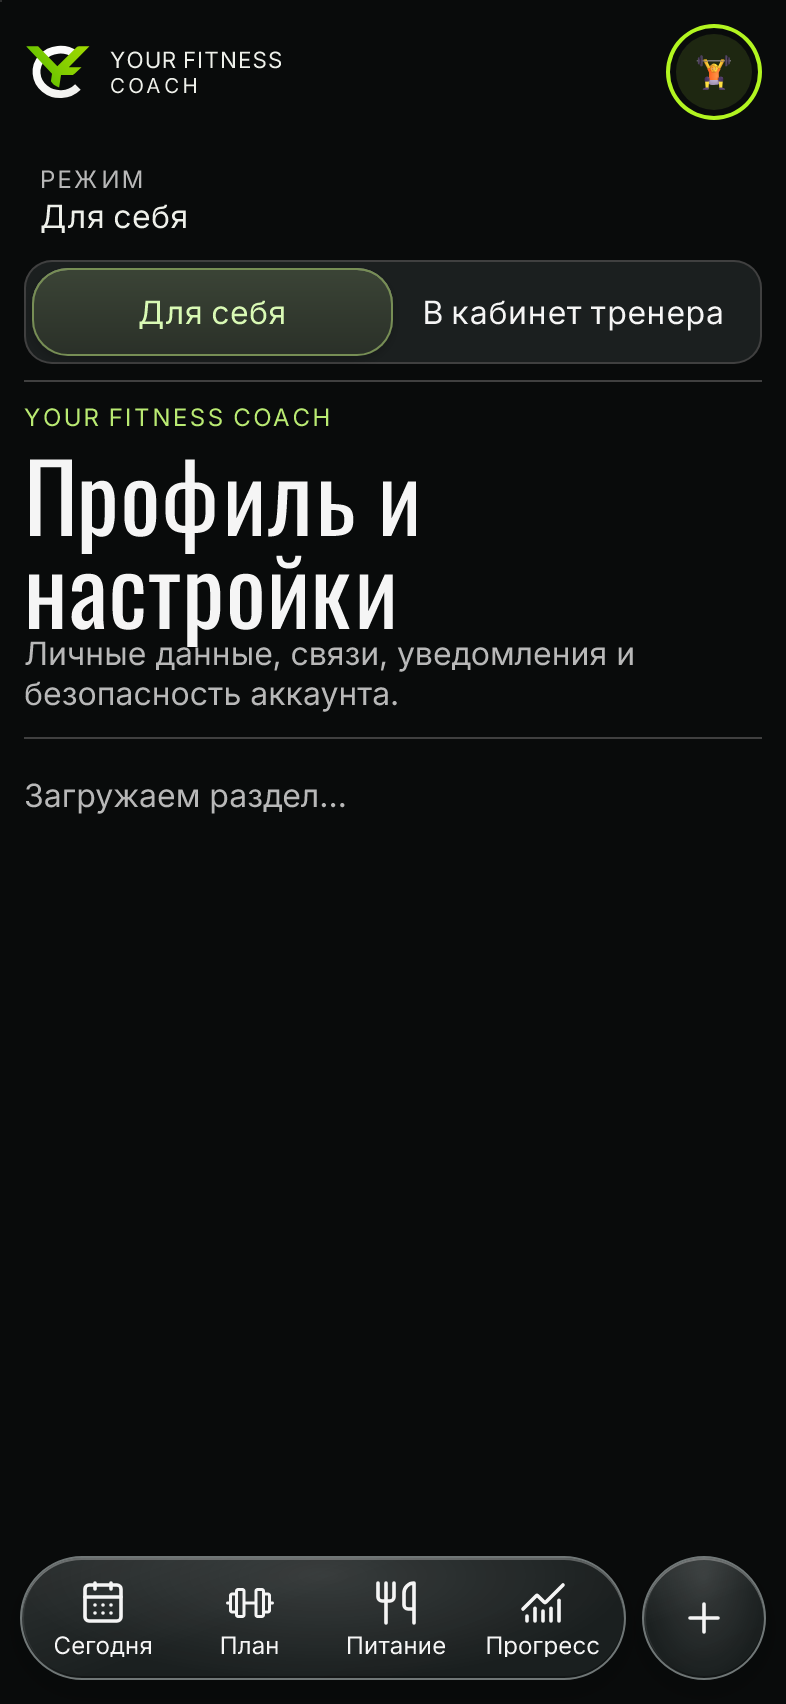 YOUR FITNESS
COACH
РЕЖИМ
Для себя
Для себя
В кабинет тренера
YOUR FITNESS COACH
Профиль и
настройки
Личные данные, связи, уведомления и
безопасность аккаунта.
Загружаем раздел...
Сегодня
План
Питание
Прогресс